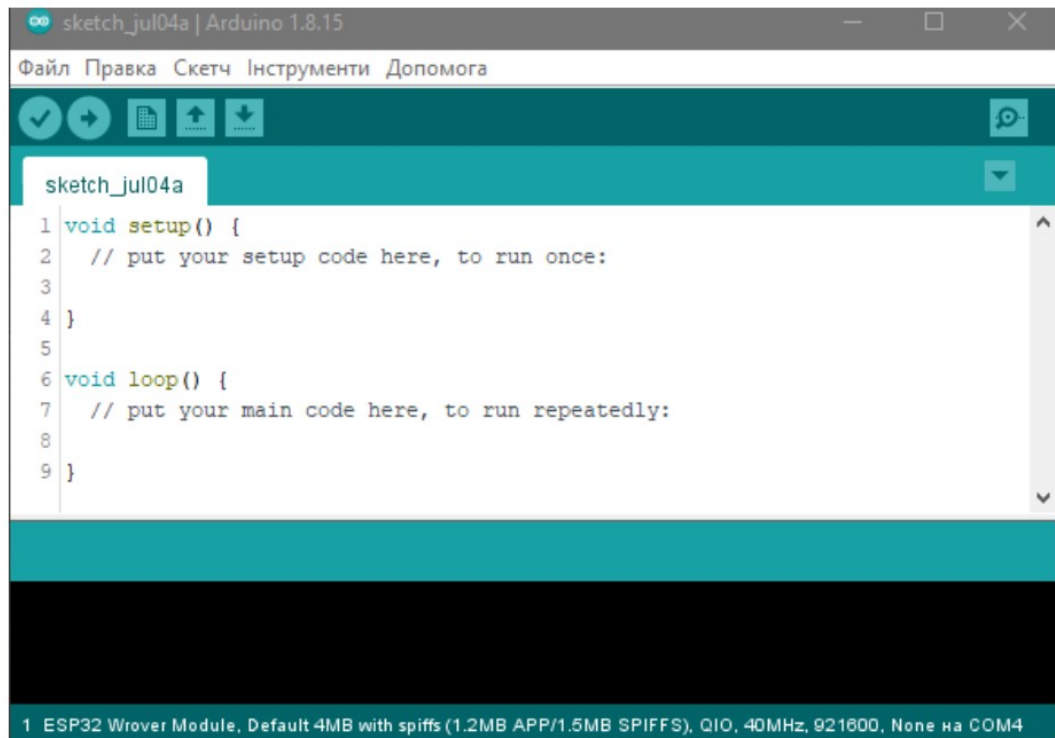 sketch_jul04a | Arduino 1.8.15
Файл Правка Скетч Інструменти Допомога
sketch_jul04a
1 void setup() {
2 // put your setup code here, to run once:
3
4 }
5
6 void loop() {
7 // put your main code here, to run repeatedly:
8
9 }
1 ESP32 Wrover Module, Default 4MB with spiffs (1.2MB APP/1.5MB SPIFFS), QIO, 40MHz, 921600, None на COM4